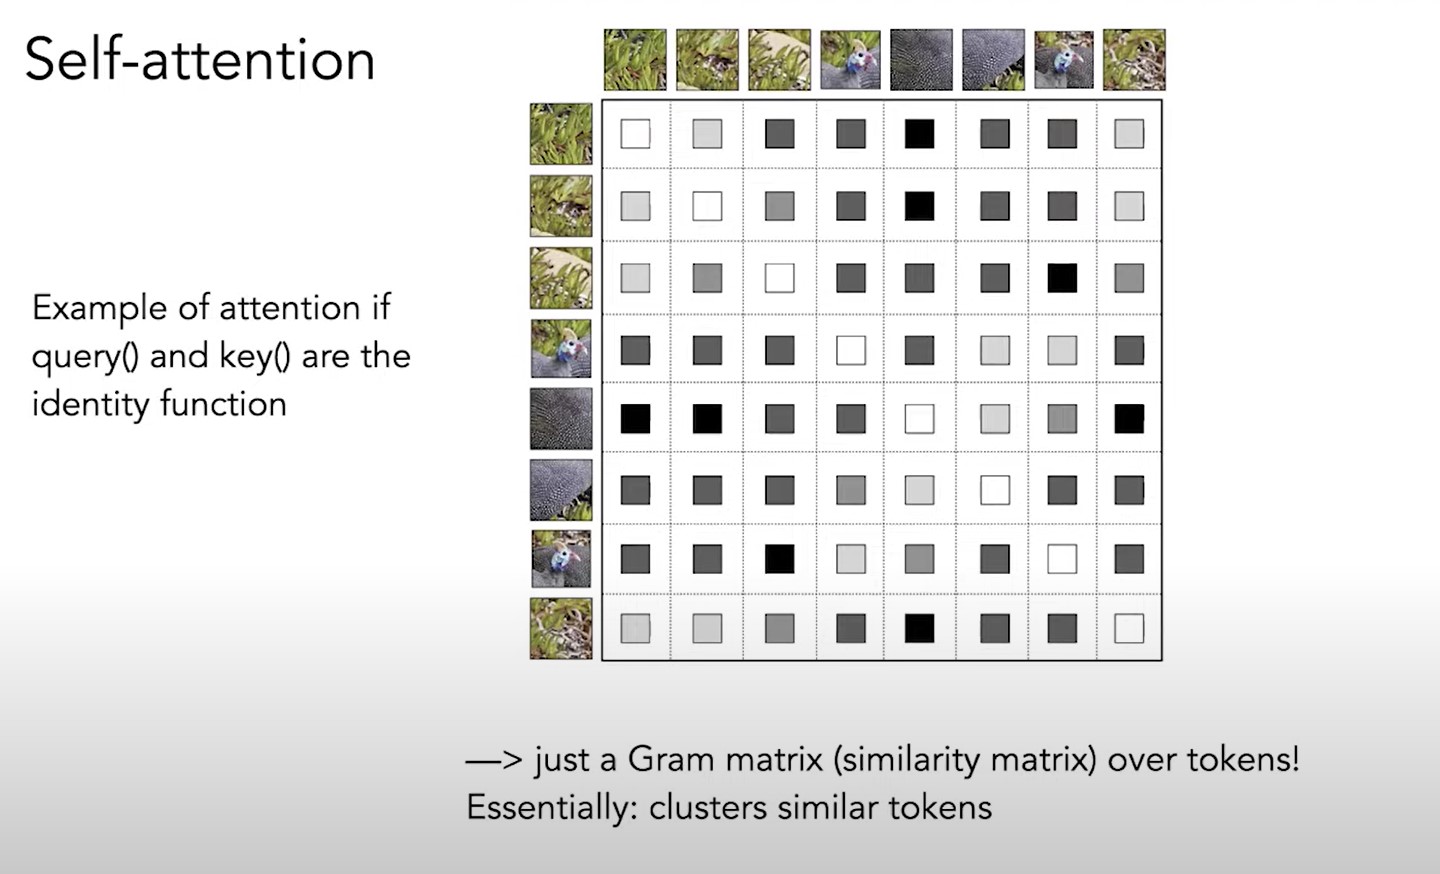 Self-attention
Example of attention if
query() and key() are the
identity function
—> just a Gram matrix (similarity matrix) over tokens!
Essentially: clusters similar tokens